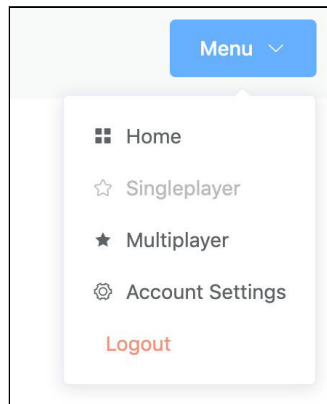 Menu
Home
Singleplayer
Multiplayer
Account Settings
Logout